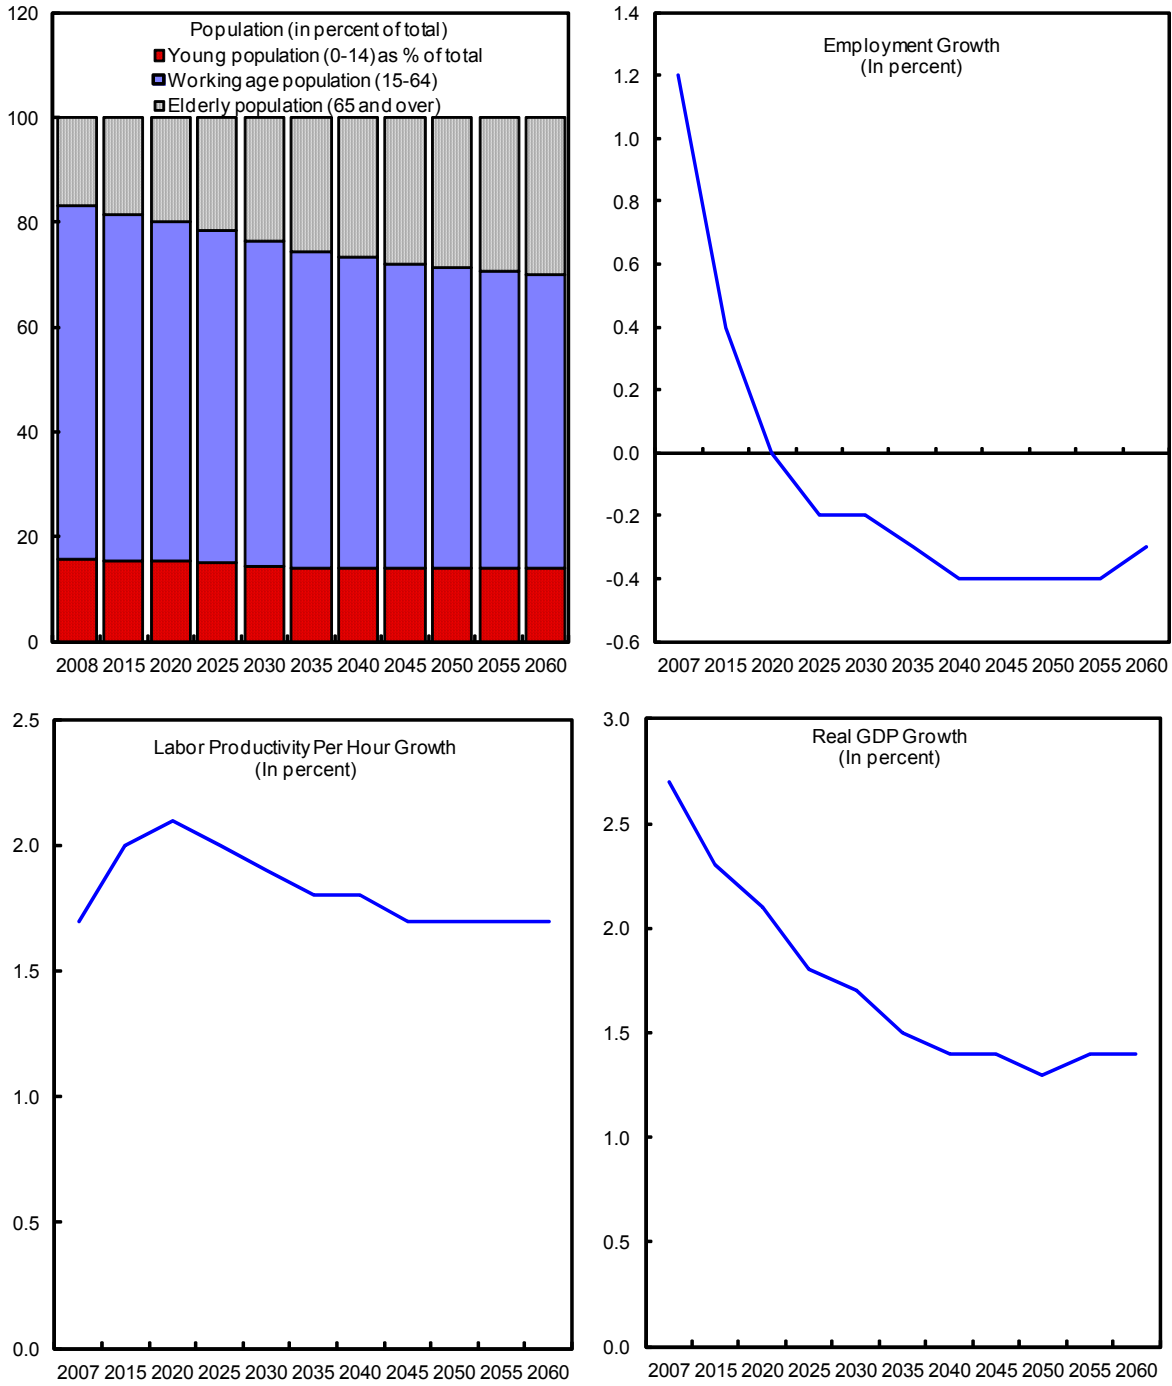 Population (in percent of total)
Young population (0-14) as % of total
Working age population (15-64)
Elderly population (65 and over)
120
100
80
60
40
20
0
2008 2015 2020 2025 2030 2035 2040 2045 2050 2055 2060
Employment Growth
(In percent)
1.4
1.2
1.0
0.8
0.6
0.4
0.2
0.0
-0.2
-0.4
-0.6
2007 2015 2020 2025 2030 2035 2040 2045 2050 2055 2060
Labor Productivity Per Hour Growth
(In percent)
2.5
2.0
1.5
1.0
0.5
0.0
2007 2015 2020 2025 2030 2035 2040 2045 2050 2055 2060
Real GDP Growth
(In percent)
3.0
2.5
2.0
1.5
1.0
0.5
0.0
2007 2015 2020 2025 2030 2035 2040 2045 2050 2055 2060